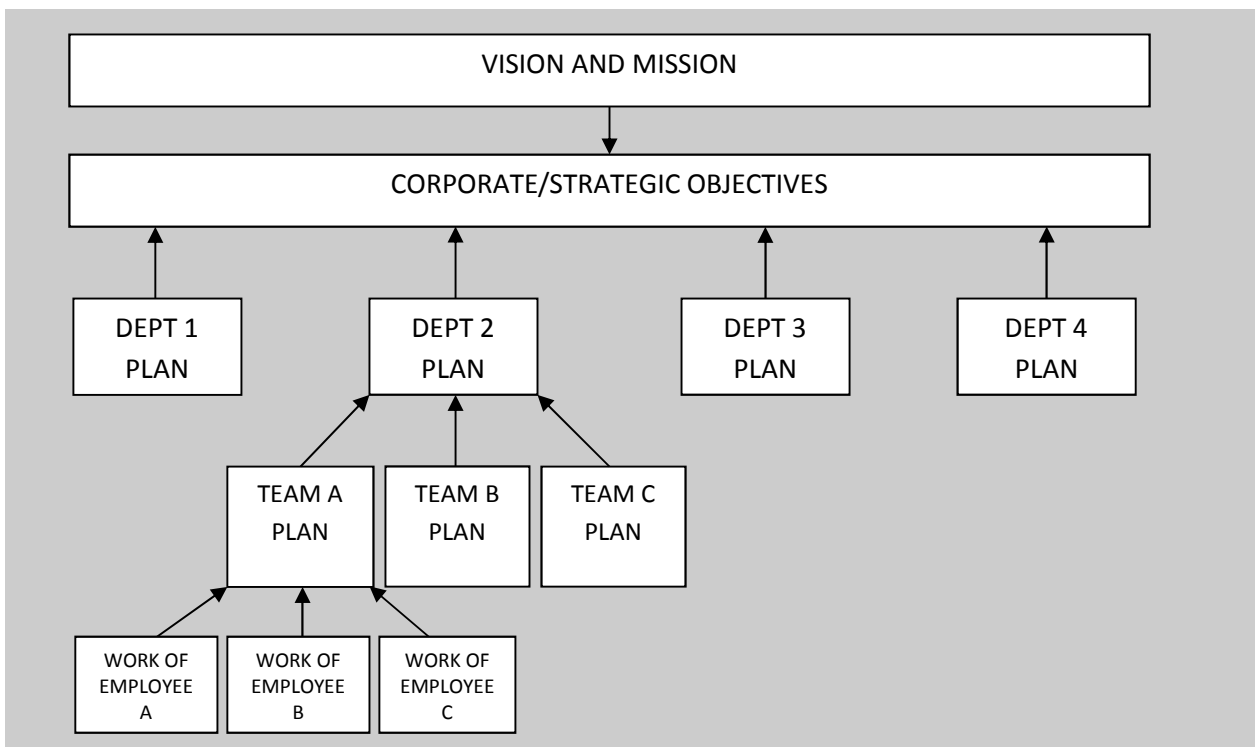 VISION AND MISSION
CORPORATE/STRATEGIC OBJECTIVES
DEPT 1
PLAN
DEPT 2
PLAN
DEPT 3
PLAN
DEPT 4
PLAN
TEAM A
PLAN
TEAM B
PLAN
TEAM C
PLAN
WORK OF
EMPLOYEE
A
WORK OF
EMPLOYEE
B
WORK OF
EMPLOYEE
C